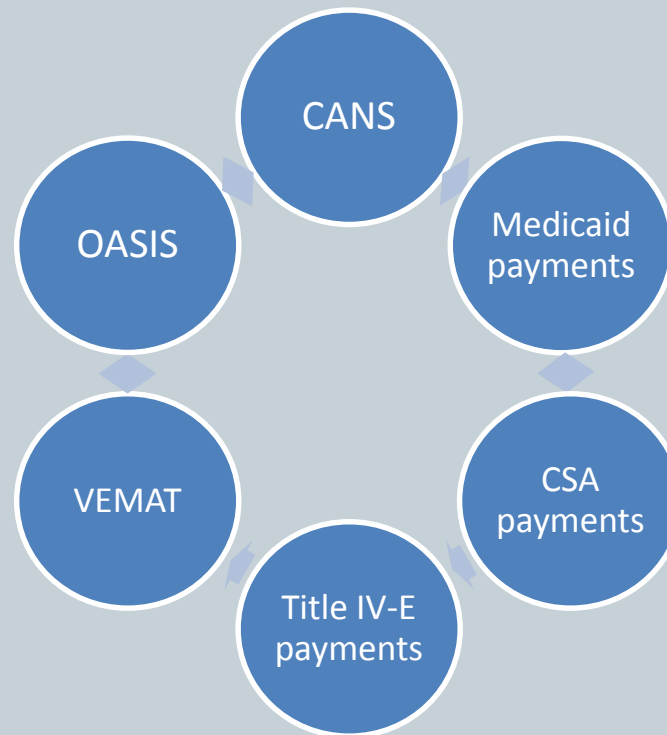 CANS
Medicaid
payments
CSA
payments
Title IV-E
payments
VEMAT
OASIS